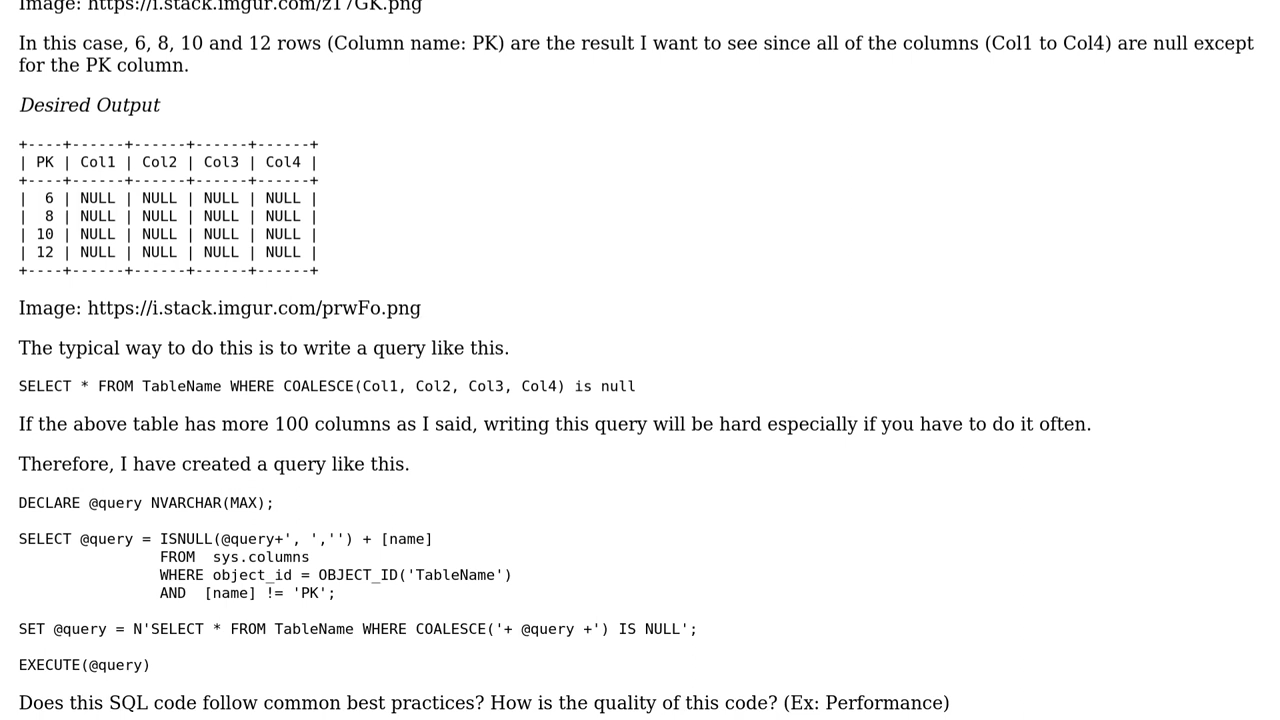 Image: https://i.stack.imgur.com/z17GK.png
In this case, 6, 8, 10 and 12 rows (Column name: PK) are the result I want to see since all of the columns (Col1 to Col4) are null except
for the PK column.
Desired Output
+----+------+------+------+------+
| PK | Col1 | Col2 | Col3 | Col4 |
+----+------+------+------+------+
|  6 | NULL | NULL | NULL | NULL |
|  8 | NULL | NULL | NULL | NULL |
| 10 | NULL | NULL | NULL | NULL |
| 12 | NULL | NULL | NULL | NULL |
+----+------+------+------+------+
Image: https://i.stack.imgur.com/prwFo.png
The typical way to do this is to write a query like this.
SELECT * FROM TableName WHERE COALESCE(Col1, Col2, Col3, Col4) is null
If the above table has more 100 columns as I said, writing this query will be hard especially if you have to do it often.
Therefore, I have created a query like this.
DECLARE @query NVARCHAR(MAX);
SELECT @query = ISNULL(@query+', ','') + [name]
                FROM  sys.columns
                WHERE object_id = OBJECT_ID('TableName')
                AND  [name] != 'PK';
SET @query = N'SELECT * FROM TableName WHERE COALESCE('+ @query +') IS NULL';
EXECUTE(@query)
Does this SQL code follow common best practices? How is the quality of this code? (Ex: Performance)